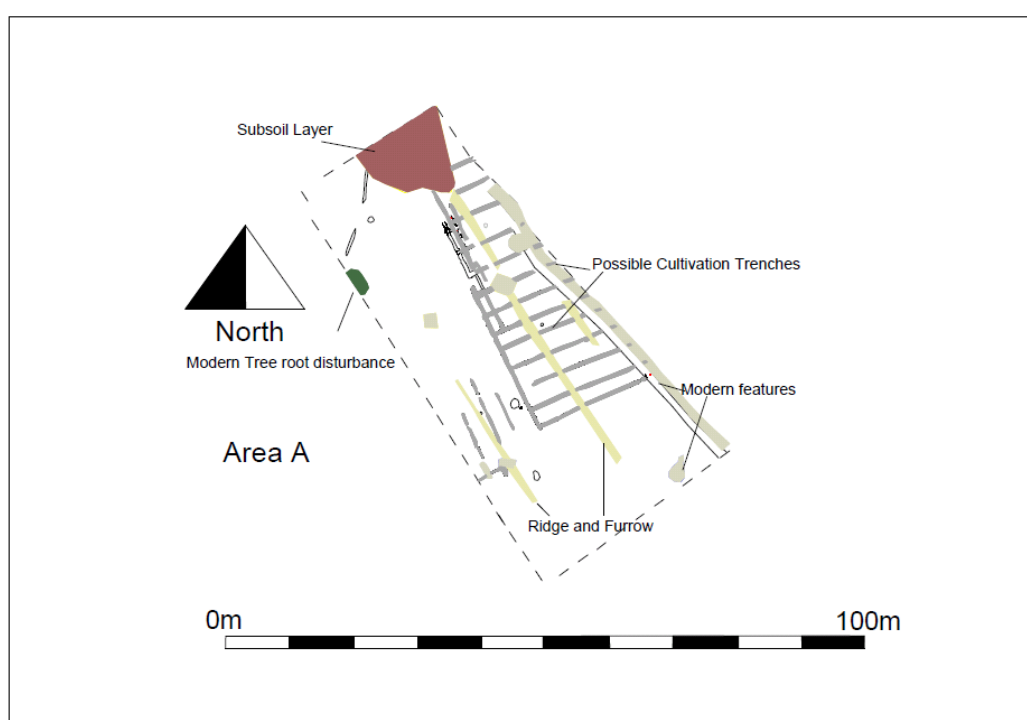 Subsoil Layer
Possible Cultivation Trenches
North
Modern Tree root disturbance
Modern features
Area A
Ridge and Furrow
0m
100m